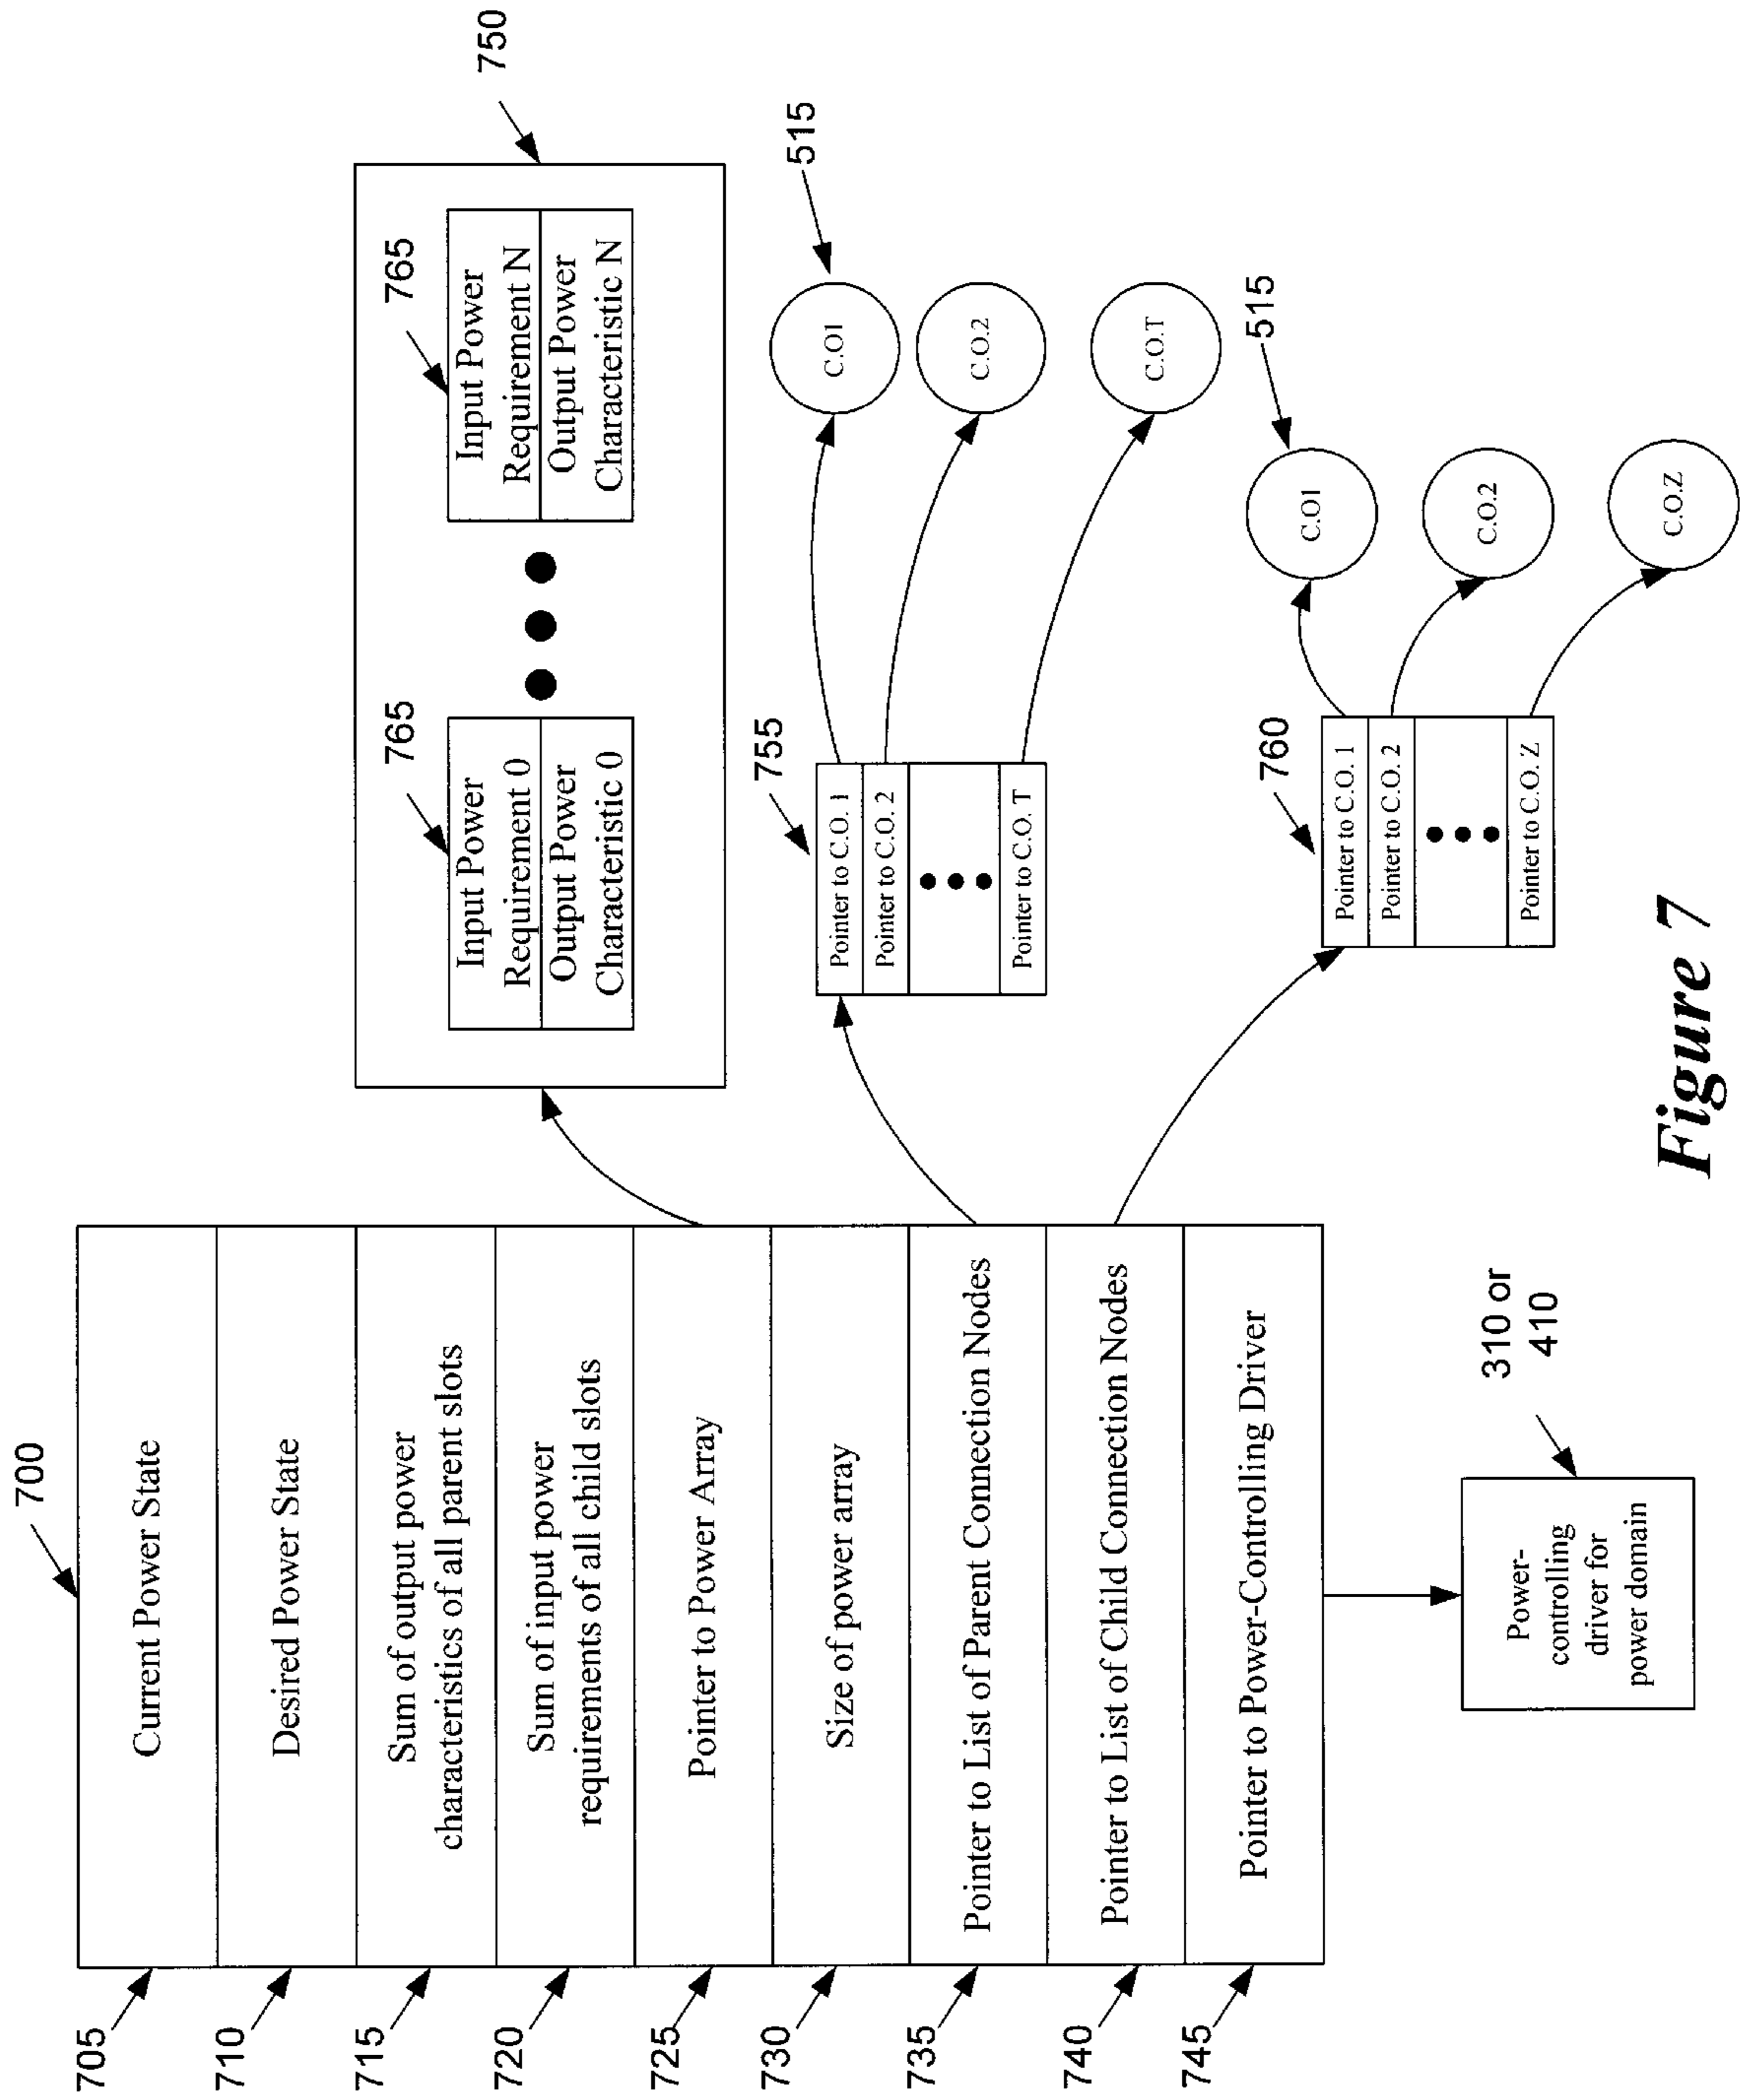 700
705
Current Power State
710
Desired Power State
715
Sum of output power
characteristics of all parent slots
720
Sum of input power
requirements of all child slots
725
Pointer to Power Array
730
Size of power array
735
Pointer to List of Parent Connection Nodes
740
Pointer to List of Child Connection Nodes
745
Pointer to Power-Controlling Driver
Power-
controlling
driver for
power domain
310 or
410
750
765
Input Power
Requirement 0
Output Power
Characteristic 0
765
Input Power
Requirement N
Output Power
Characteristic N
755
Pointer to C.O. 1
Pointer to C.O. 2
Pointer to C.O. T
515
C.O1
C.O.2
C.O.T
760
Pointer to C.O. 1
Pointer to C.O. 2
Pointer to C.O. Z
515
C.O1
C.O.2
C.O.Z
Figure 7